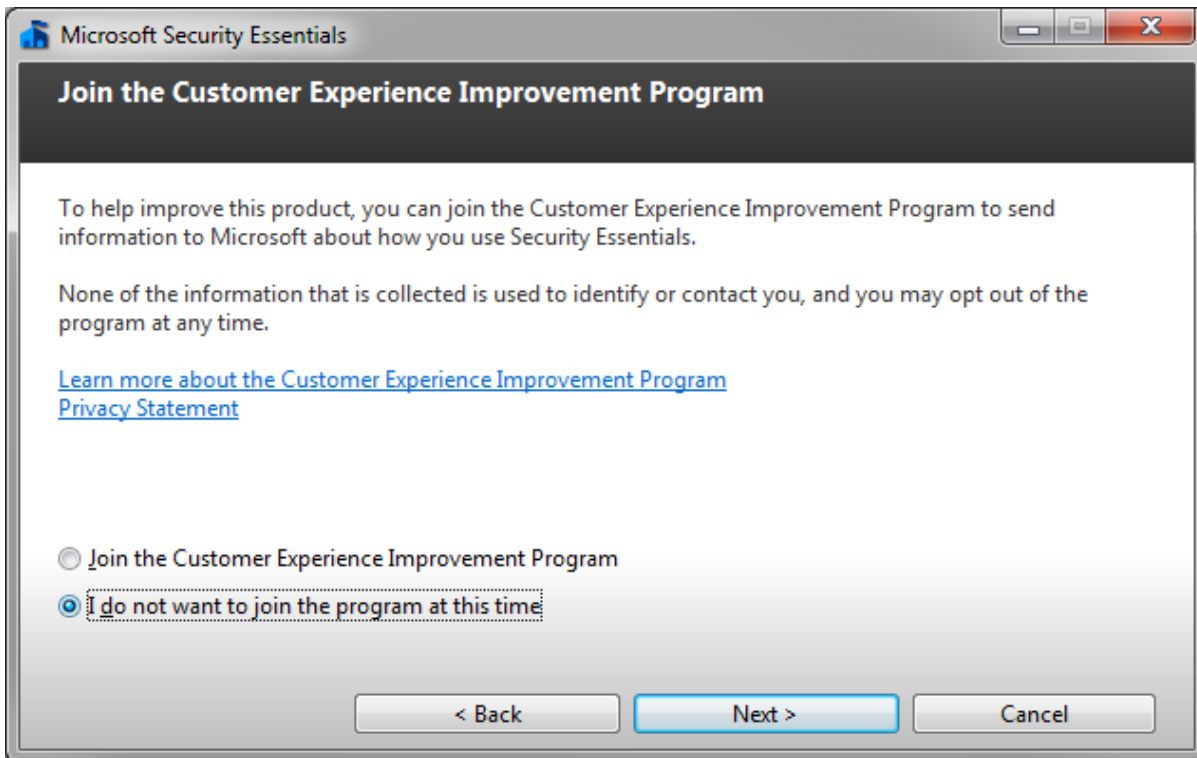 Microsoft Security Essentials
Join the Customer Experience Improvement Program
To help improve this product, you can join the Customer Experience Improvement Program to send
information to Microsoft about how you use Security Essentials.
None of the information that is collected is used to identify or contact you, and you may opt out of the
program at any time.
Learn more about the Customer Experience Improvement Program
Privacy Statement
Join the Customer Experience Improvement Program
I do not want to join the program at this time
< Back Next > Cancel